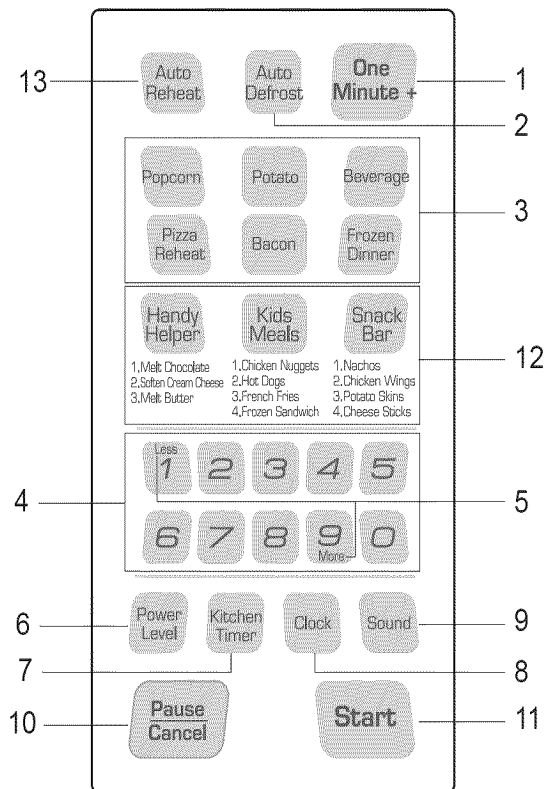 13
Auto
Reheat
Auto
Defrost
One
Minute +
1
2
Popcorn
Potato
Beverage
3
Pizza
Reheat
Bacon
Frozen
Dinner
Handy
Helper
Kids
Meals
Snack
Bar
12
1.Melt Chocolate
2.Soften Cream Cheese
3.Melt Butter
1.Chicken Nuggets
2.Hot Dogs
3.French Fries
4.Frozen Sandwich
1.Nachos
2.Chicken Wings
3.Potato Skins
4.Cheese Sticks
4
Less
1 2 3 4 5
5
6 7 8 9 0
More
6
Power
Level
Kitchen
Timer
Clock
Sound
9
7
8
10
Pause
Cancel
Start
11